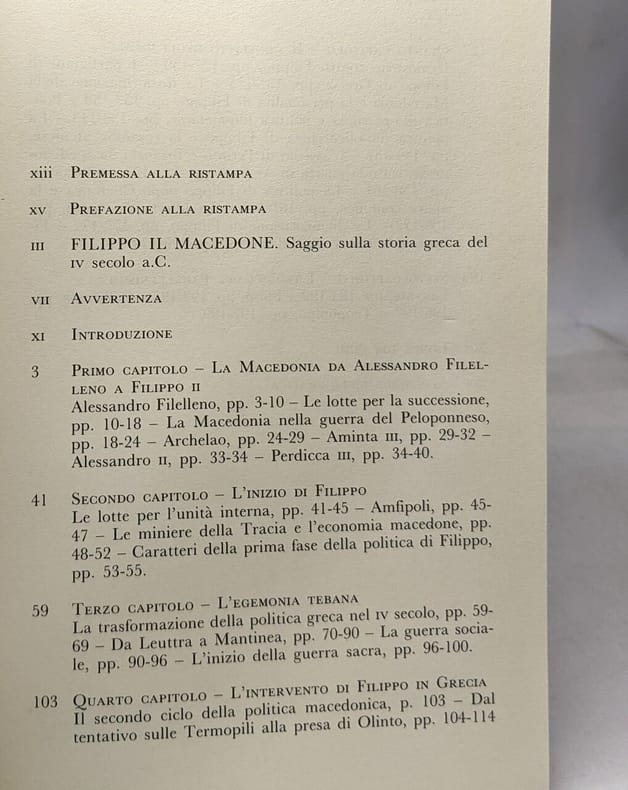 xiii PREMESSA ALLA RISTAMPA
xv PREFAZIONE ALLA RISTAMPA
III FILIPPO IL MACEDONE. Saggio sulla storia greca del
IV secolo a.C.
VII AVVERTENZA
XI INTRODUZIONE
3 PRIMO CAPITOLO – LA MACEDONIA DA ALESSANDRO FILEL-
LENO A FILIPPO II
Alessandro Filelleno, pp. 3-10 – Le lotte per la successione,
pp. 10-18 – La Macedonia nella guerra del Peloponneso,
pp. 18-24 – Archelao, pp. 24-29 – Aminta III, pp. 29-32 –
Alessandro II, pp. 33-34 – Perdicca III, pp. 34-40.
41 SECONDO CAPITOLO – L'INIZIO DI FILIPPO
Le lotte per l'unità interna, pp. 41-45 – Amfipoli, pp. 45-
47 – Le miniere della Tracia e l'economia macedone, pp.
48-52 – Caratteri della prima fase della politica di Filippo,
pp. 53-55.
59 TERZO CAPITOLO – L'EGEMONIA TEBANA
La trasformazione della politica greca nel IV secolo, pp. 59-
69 – Da Leuttra a Mantinea, pp. 70-90 – La guerra socia-
le, pp. 90-96 – L'inizio della guerra sacra, pp. 96-100.
103 QUARTO CAPITOLO – L'INTERVENTO DI FILIPPO IN GRECIA
Il secondo ciclo della politica macedonica, p. 103 – Dal
tentativo sulle Termopili alla presa di Olinto, pp. 104-114